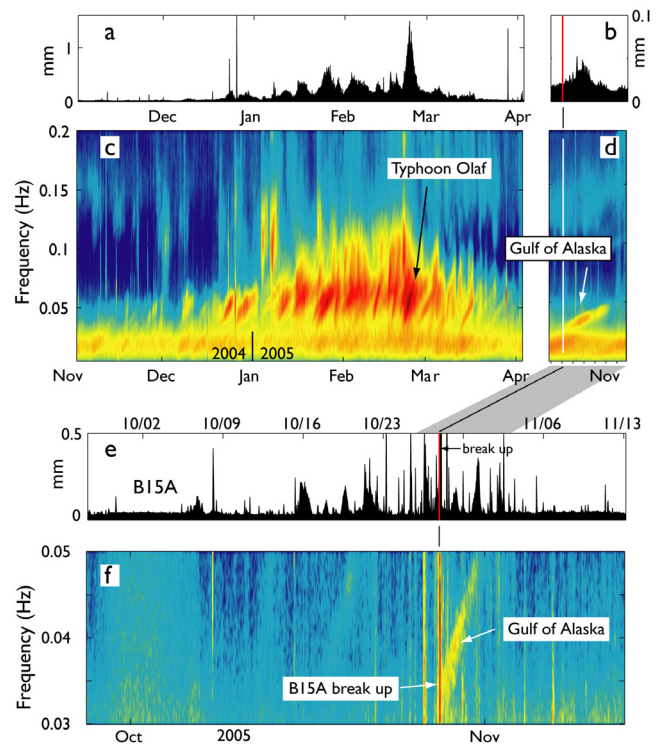 a
b
0.1
mm
1
mm
0
0
Dec
Jan
Feb
Mar
Apr
0.2
c
d
Typhoon Olaf
0.15
Gulf of Alaska
Frequency (Hz)
0.1
0.05
2004
2005
Nov
Dec
Jan
Feb
Mar
Apr
Nov
10/02
10/09
10/16
10/23
11/06
11/13
0.5
e
mm
break up
B15A
0
0.05
f
Frequency (Hz)
0.04
Gulf of Alaska
B15A break up
0.03
Oct
2005
Nov